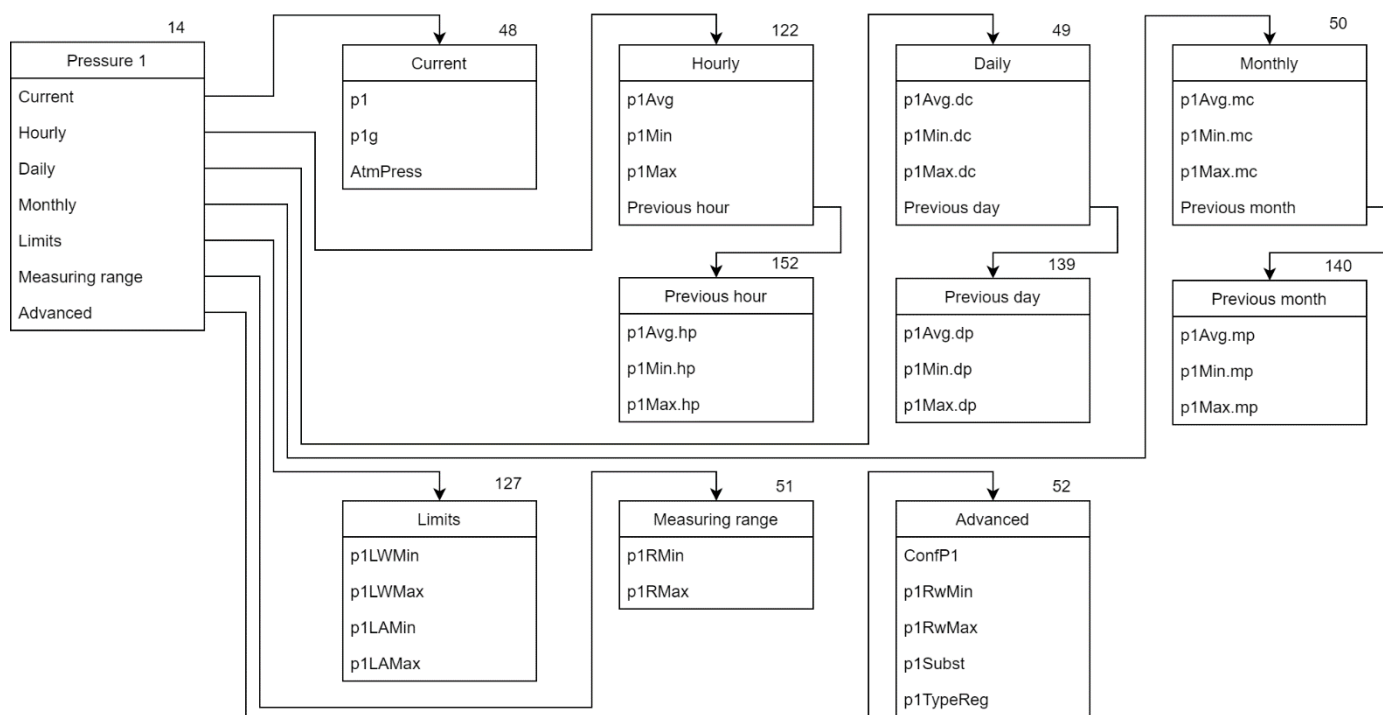 14
Pressure 1
Current
Hourly
Daily
Monthly
Limits
Measuring range
Advanced
48
Current
p1
p1g
AtmPress
122
Hourly
p1Avg
p1Min
p1Max
Previous hour
49
Daily
p1Avg.dc
p1Min.dc
p1Max.dc
Previous day
50
Monthly
p1Avg.mc
p1Min.mc
p1Max.mc
Previous month
152
Previous hour
p1Avg.hp
p1Min.hp
p1Max.hp
139
Previous day
p1Avg.dp
p1Min.dp
p1Max.dp
140
Previous month
p1Avg.mp
p1Min.mp
p1Max.mp
127
Limits
p1LWMin
p1LWMax
p1LAMin
p1LAMax
51
Measuring range
p1RMin
p1RMax
52
Advanced
ConfP1
p1RwMin
p1RwMax
p1Subst
p1TypeReg